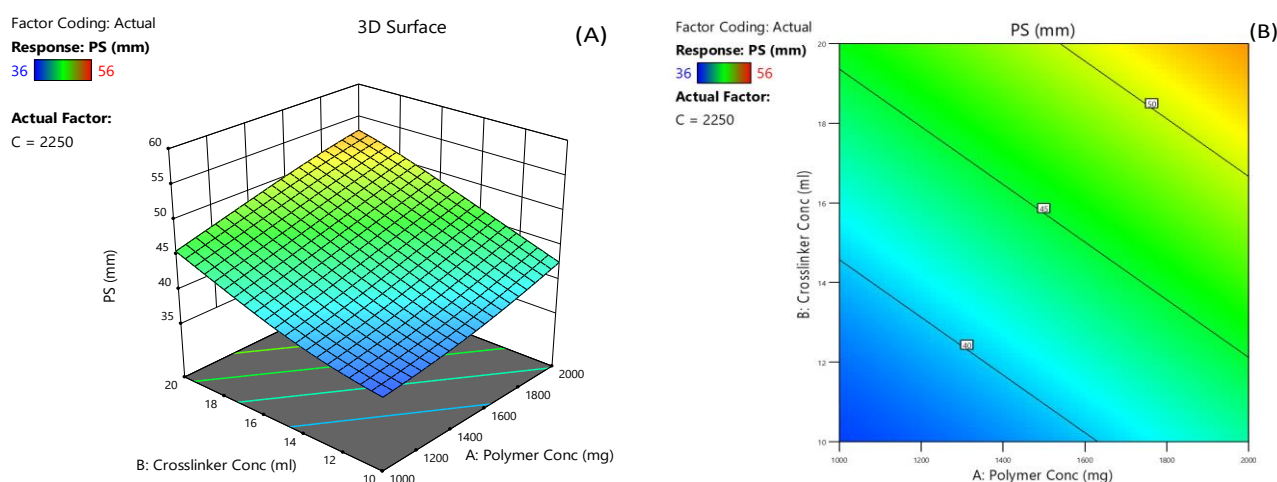 Factor Coding: Actual
3D Surface
(A)
Response: PS (mm)
36 56
Actual Factor:
C = 2250
60
55
50
45
40
35
PS (mm)
20
18
16
14
12
10
B: Crosslinker Conc (ml)
1000
1200
1400
1600
1800
2000
A: Polymer Conc (mg)
Factor Coding: Actual
PS (mm)
(B)
Response: PS (mm)
36 56
Actual Factor:
C = 2250
20
18
16
14
12
10
B: Crosslinker Conc (ml)
50
45
40
1000 1200 1400 1600 1800 2000
A: Polymer Conc (mg)